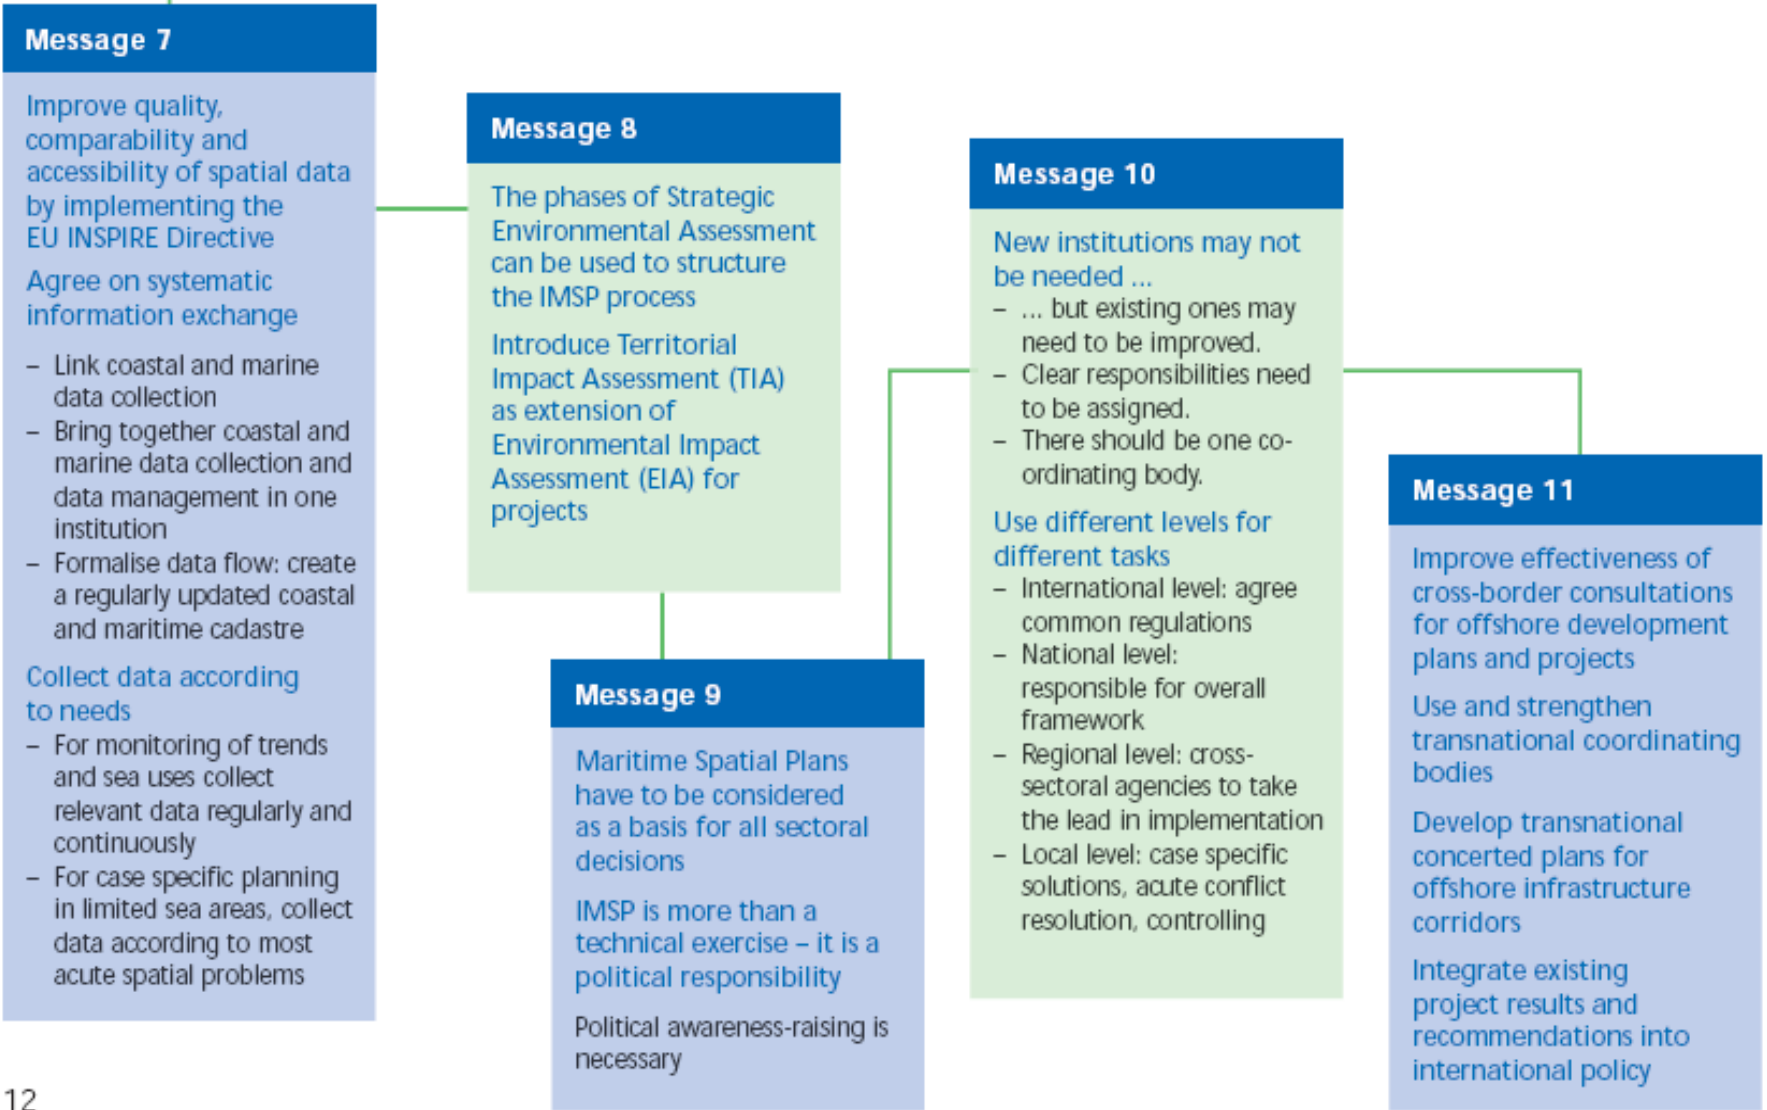 Message 7
Improve quality,
comparability and
accessibility of spatial data
by implementing the
EU INSPIRE Directive
Agree on systematic
information exchange
– Link coastal and marine
data collection
– Bring together coastal and
marine data collection and
data management in one
institution
– Formalise data flow: create
a regularly updated coastal
and maritime cadastre
Collect data according
to needs
– For monitoring of trends
and sea uses collect
relevant data regularly and
continuously
– For case specific planning
in limited sea areas, collect
data according to most
acute spatial problems
Message 8
The phases of Strategic
Environmental Assessment
can be used to structure
the IMSP process
Introduce Territorial
Impact Assessment (TIA)
as extension of
Environmental Impact
Assessment (EIA) for
projects
Message 9
Maritime Spatial Plans
have to be considered
as a basis for all sectoral
decisions
IMSP is more than a
technical exercise – it is a
political responsibility
Political awareness-raising is
necessary
Message 10
New institutions may not
be needed ...
– ... but existing ones may
need to be improved.
– Clear responsibilities need
to be assigned.
– There should be one co-
ordinating body.
Use different levels for
different tasks
– International level: agree
common regulations
– National level:
responsible for overall
framework
– Regional level: cross-
sectoral agencies to take
the lead in implementation
– Local level: case specific
solutions, acute conflict
resolution, controlling
Message 11
Improve effectiveness of
cross-border consultations
for offshore development
plans and projects
Use and strengthen
transnational coordinating
bodies
Develop transnational
concerted plans for
offshore infrastructure
corridors
Integrate existing
project results and
recommendations into
international policy
12